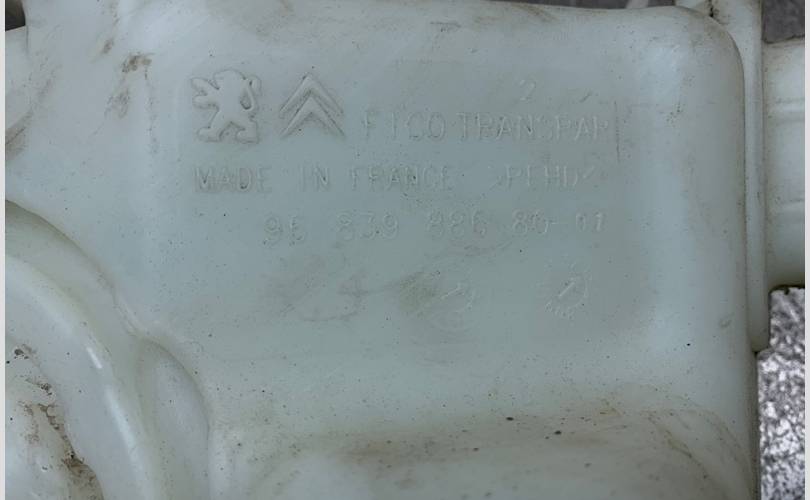 2
FICO TRANSPAR
MADE IN FRANCE >PEHD<
96 839 886 80-01